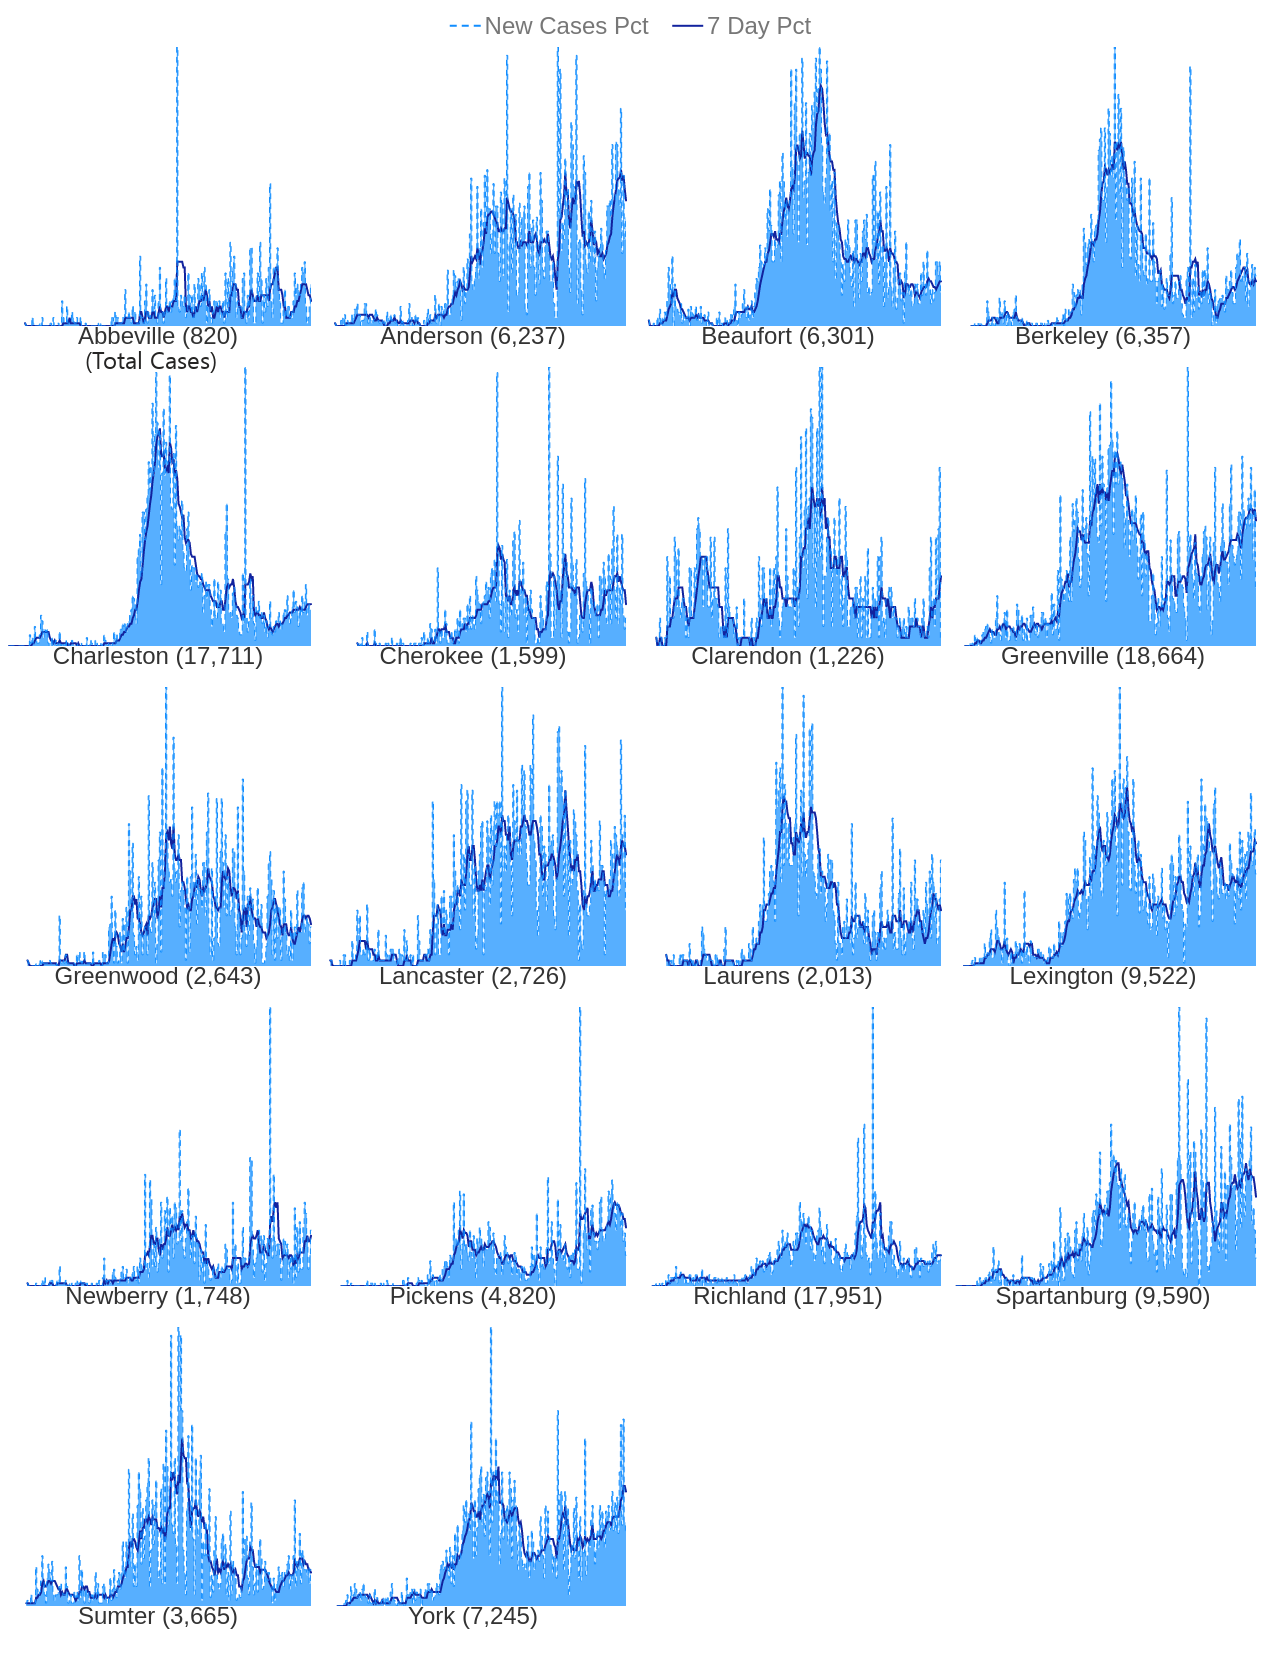 New Cases Pct 7 Day Pct
Abbeville (820) Anderson (6,237) Beaufort (6,301) Berkeley (6,357)
(Total Cases)
Charleston (17,711) Cherokee (1,599) Clarendon (1,226) Greenville (18,664)
Greenwood (2,643) Lancaster (2,726) Laurens (2,013) Lexington (9,522)
Newberry (1,748) Pickens (4,820) Richland (17,951) Spartanburg (9,590)
Sumter (3,665) York (7,245)